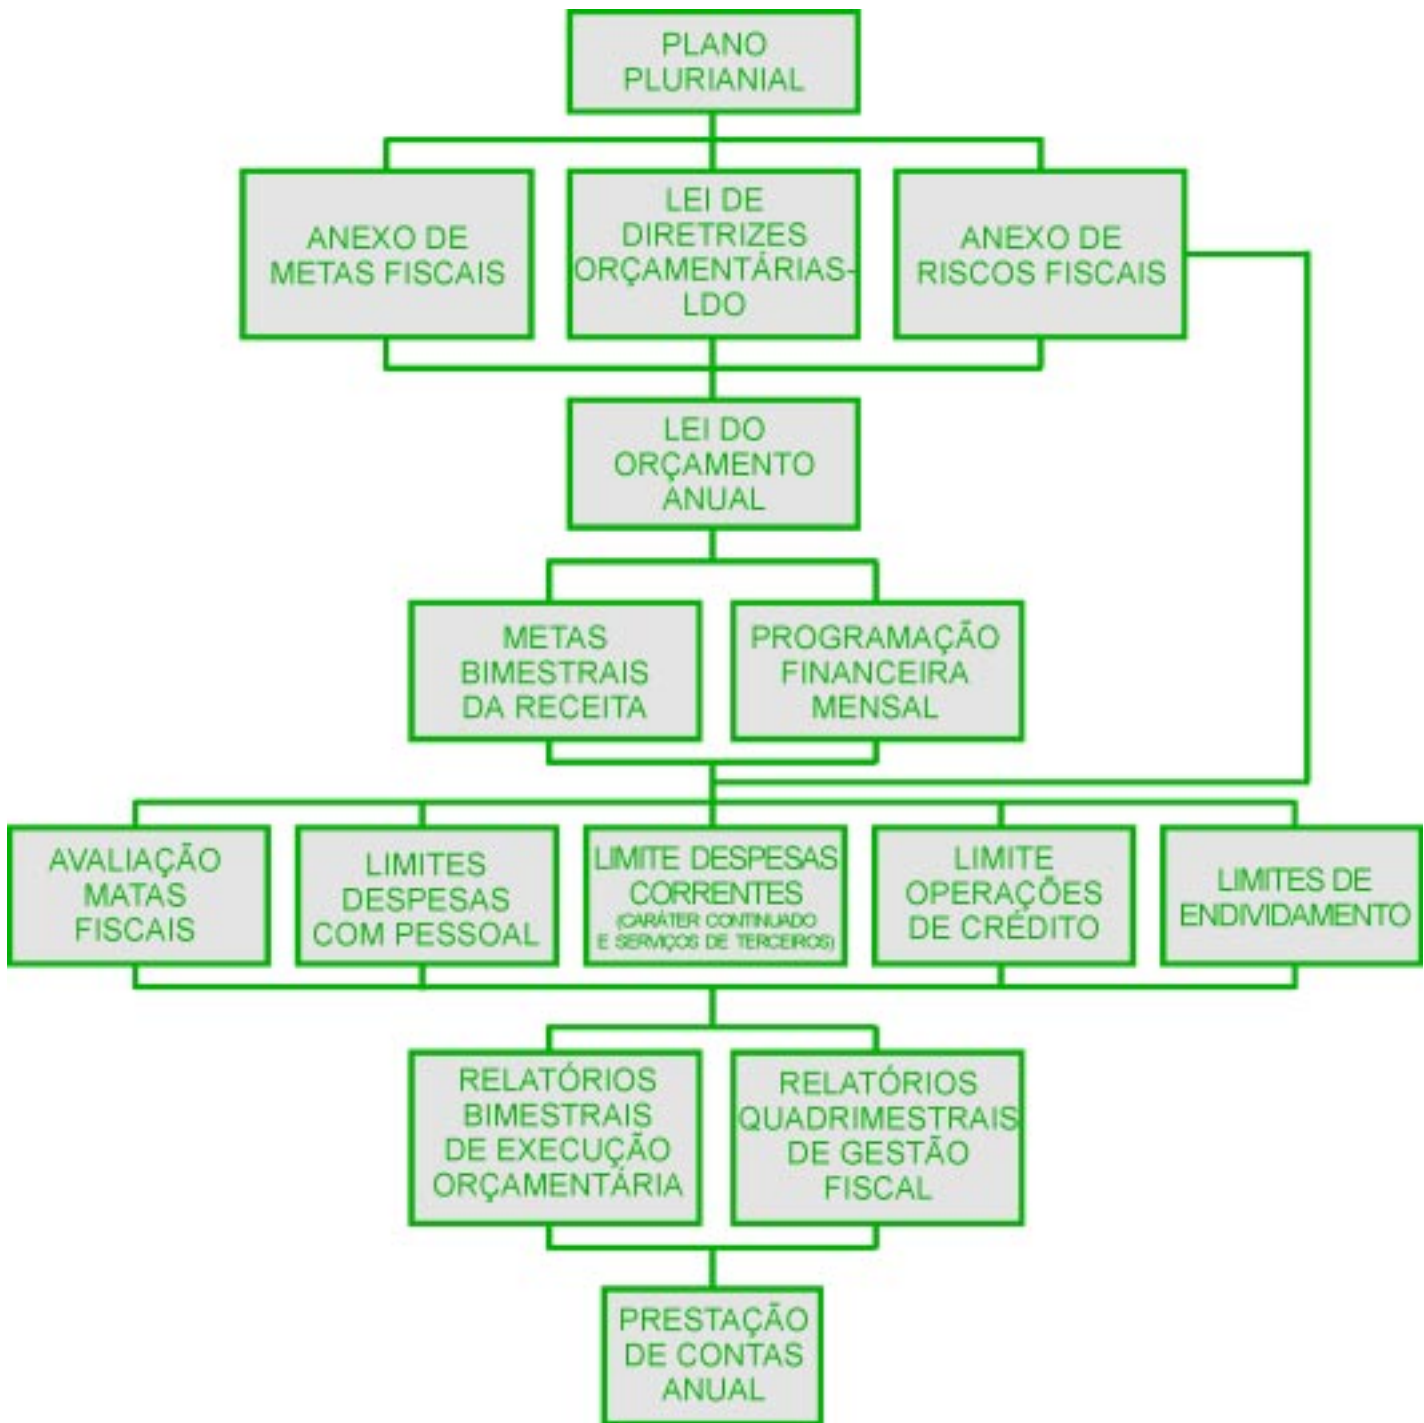 PLANO
PLURIANIAL
ANEXO DE
METAS FISCAIS
LEI DE
DIRETRIZES
ORÇAMENTÁRIAS-
LDO
ANEXO DE
RISCOS FISCAIS
LEI DO
ORÇAMENTO
ANUAL
METAS
BIMESTRAIS
DA RECEITA
PROGRAMAÇÃO
FINANCEIRA
MENSAL
AVALIAÇÃO
MATAS
FISCAIS
LIMITES
DESPESAS
COM PESSOAL
LIMITE DESPESAS
CORRENTES
(CARÁTER CONTINUADO
E SERVIÇOS DE TERCEIROS)
LIMITE
OPERAÇÕES
DE CRÉDITO
LIMITES DE
ENDIVIDAMENTO
RELATÓRIOS
BIMESTRAIS
DE EXECUÇÃO
ORÇAMENTÁRIA
RELATÓRIOS
QUADRIMESTRAIS
DE GESTÃO
FISCAL
PRESTAÇÃO
DE CONTAS
ANUAL